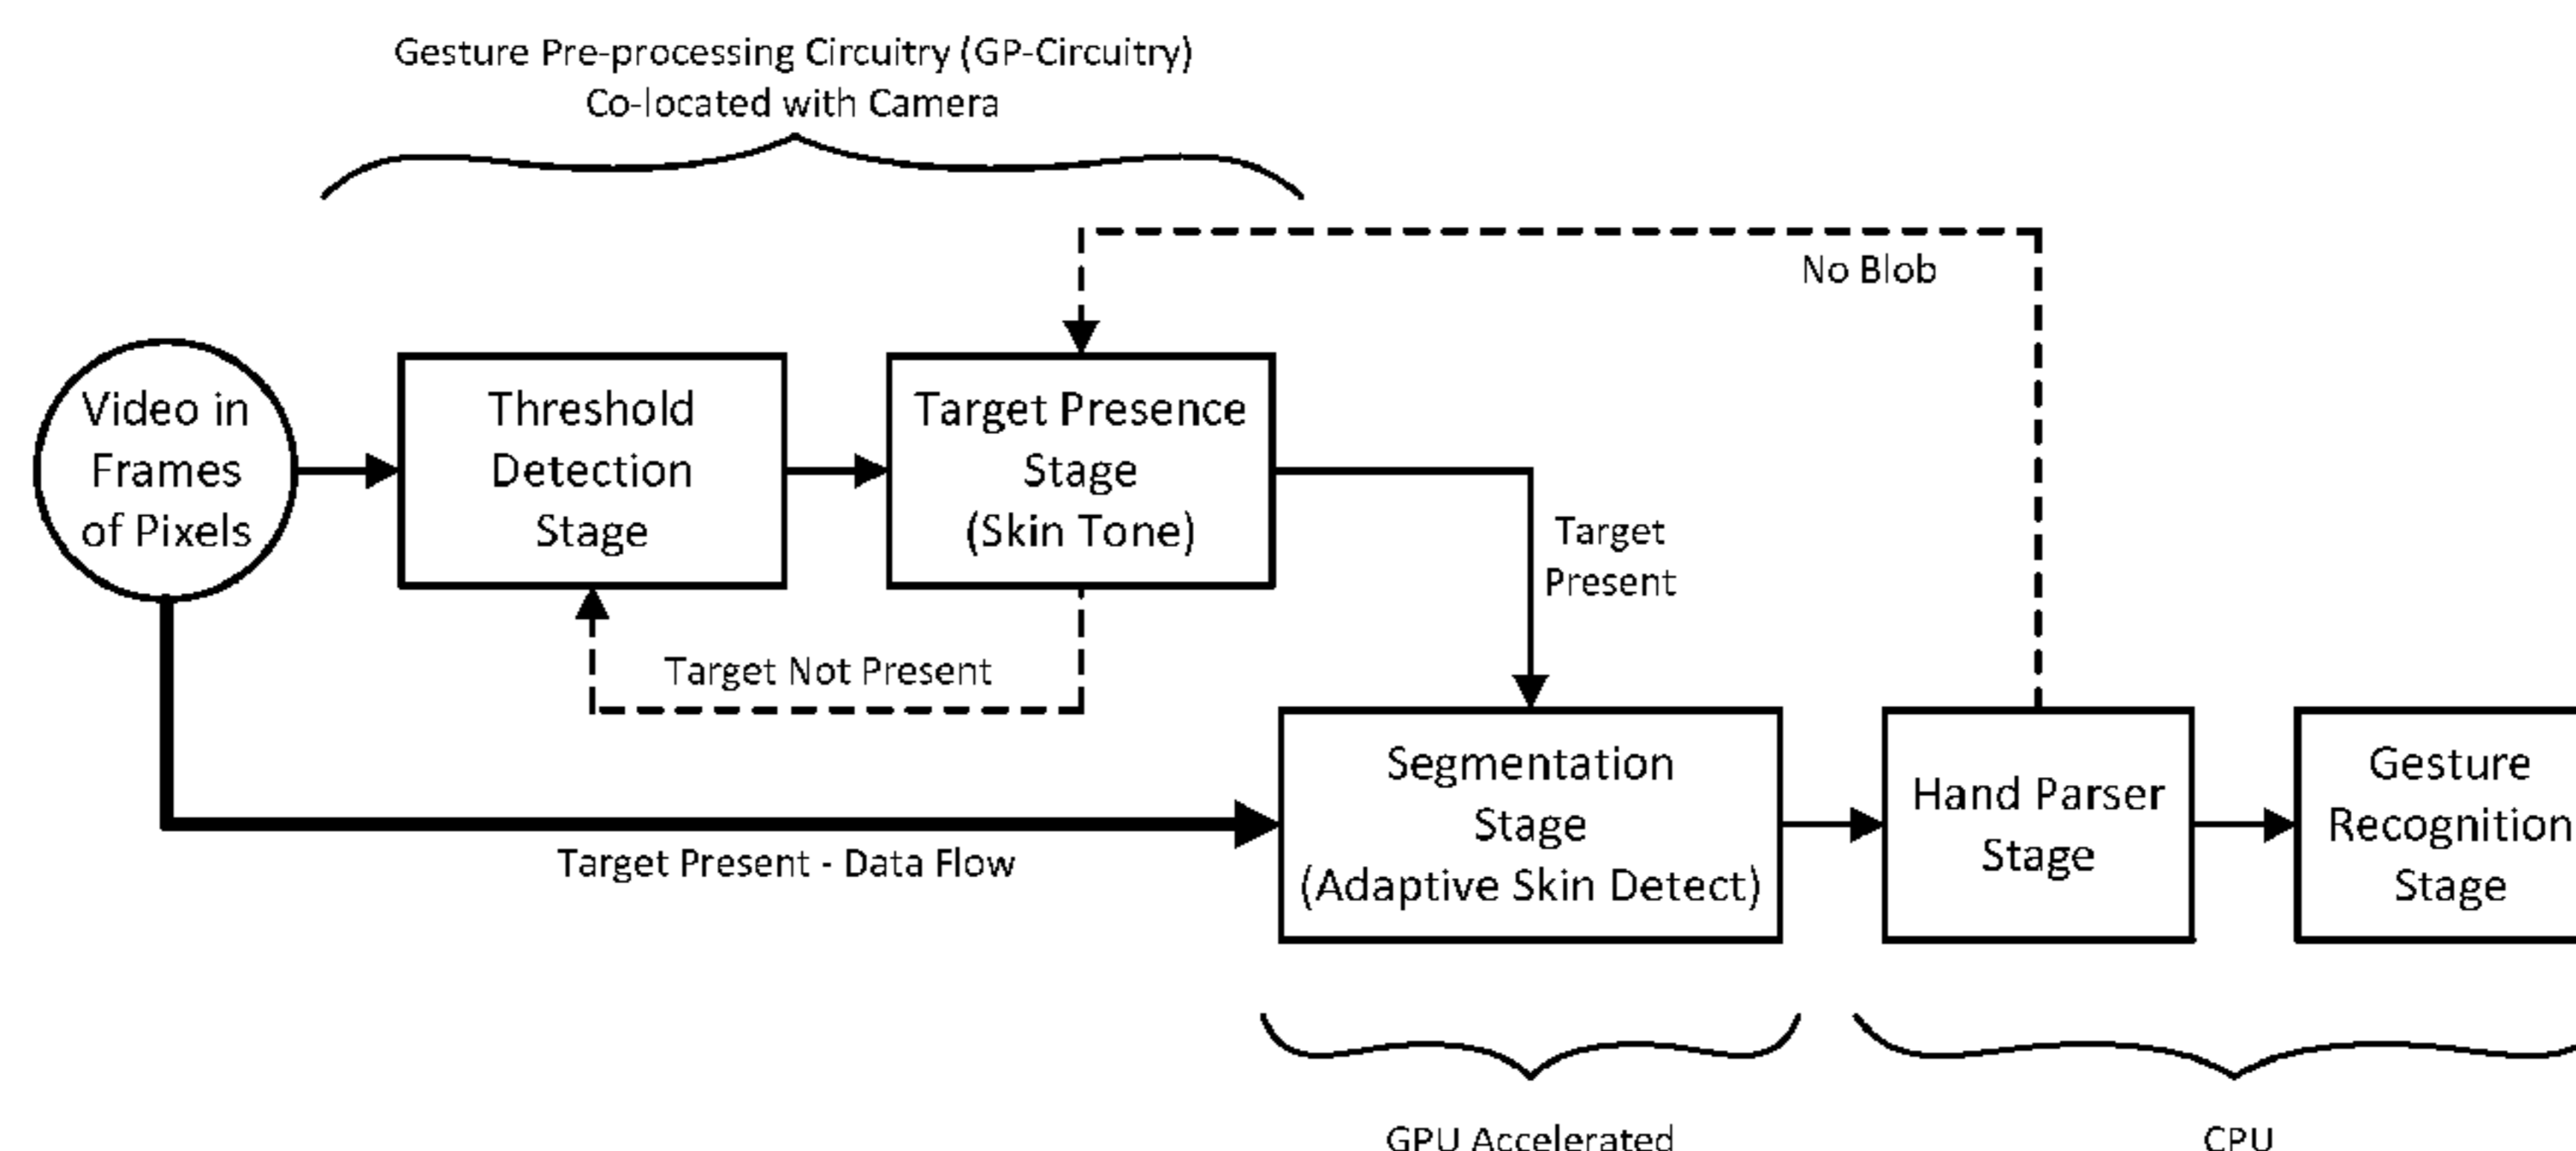 Gesture Pre-processing Circuitry (GP-Circuitry)
Co-located with Camera
No Blob
Video in
Frames
of Pixels
Threshold
Detection
Stage
Target Presence
Stage
(Skin Tone)
Target
Present
Target Not Present
Target Present - Data Flow
Segmentation
Stage
(Adaptive Skin Detect)
Hand Parser
Stage
Gesture
Recognition
Stage
GPU Accelerated
CPU